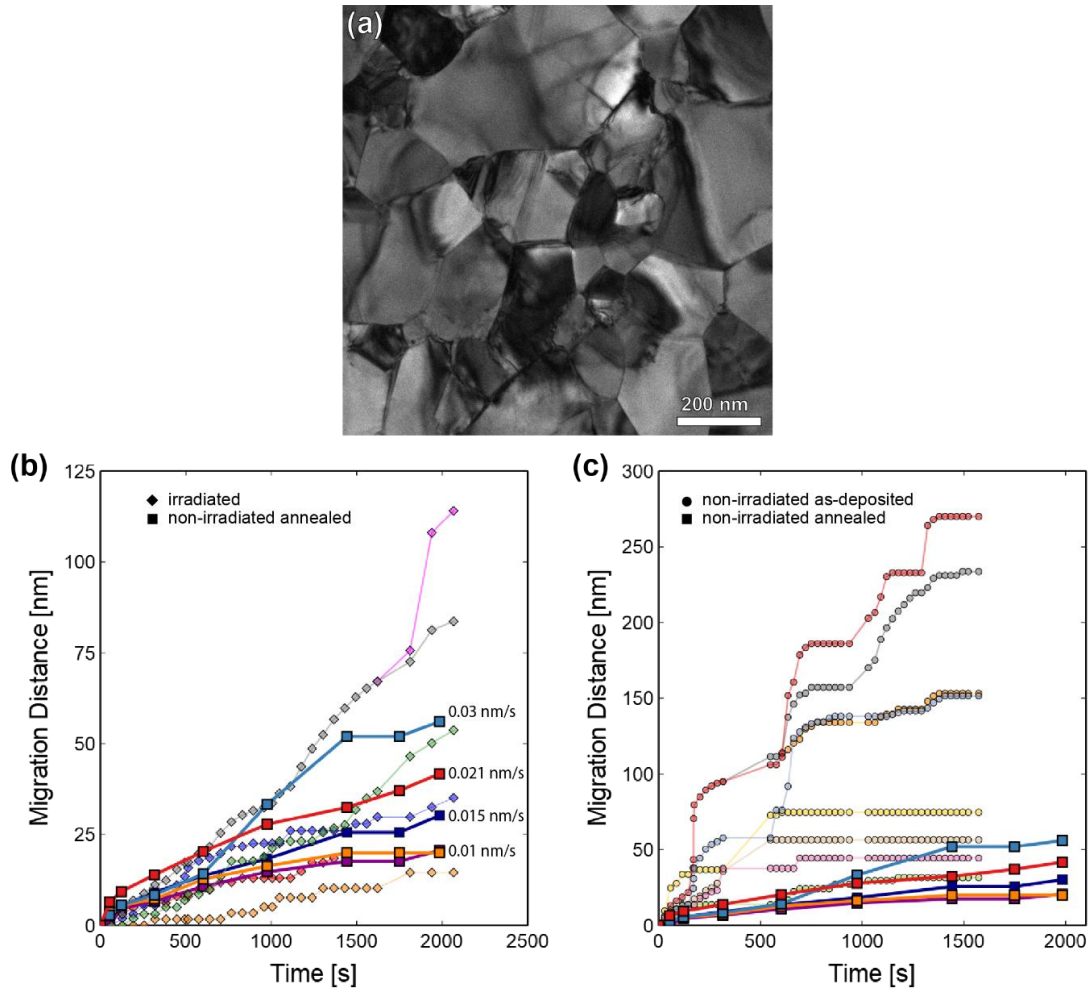 (a)
200 nm
(b)
125
100
75
50
25
0
0
500
1000
1500
2000
2500
Migration Distance [nm]
Time [s]
irradiated
non-irradiated annealed
0.03 nm/s
0.021 nm/s
0.015 nm/s
0.01 nm/s
(c)
300
250
200
150
100
50
0
0
500
1000
1500
2000
Migration Distance [nm]
Time [s]
non-irradiated as-deposited
non-irradiated annealed